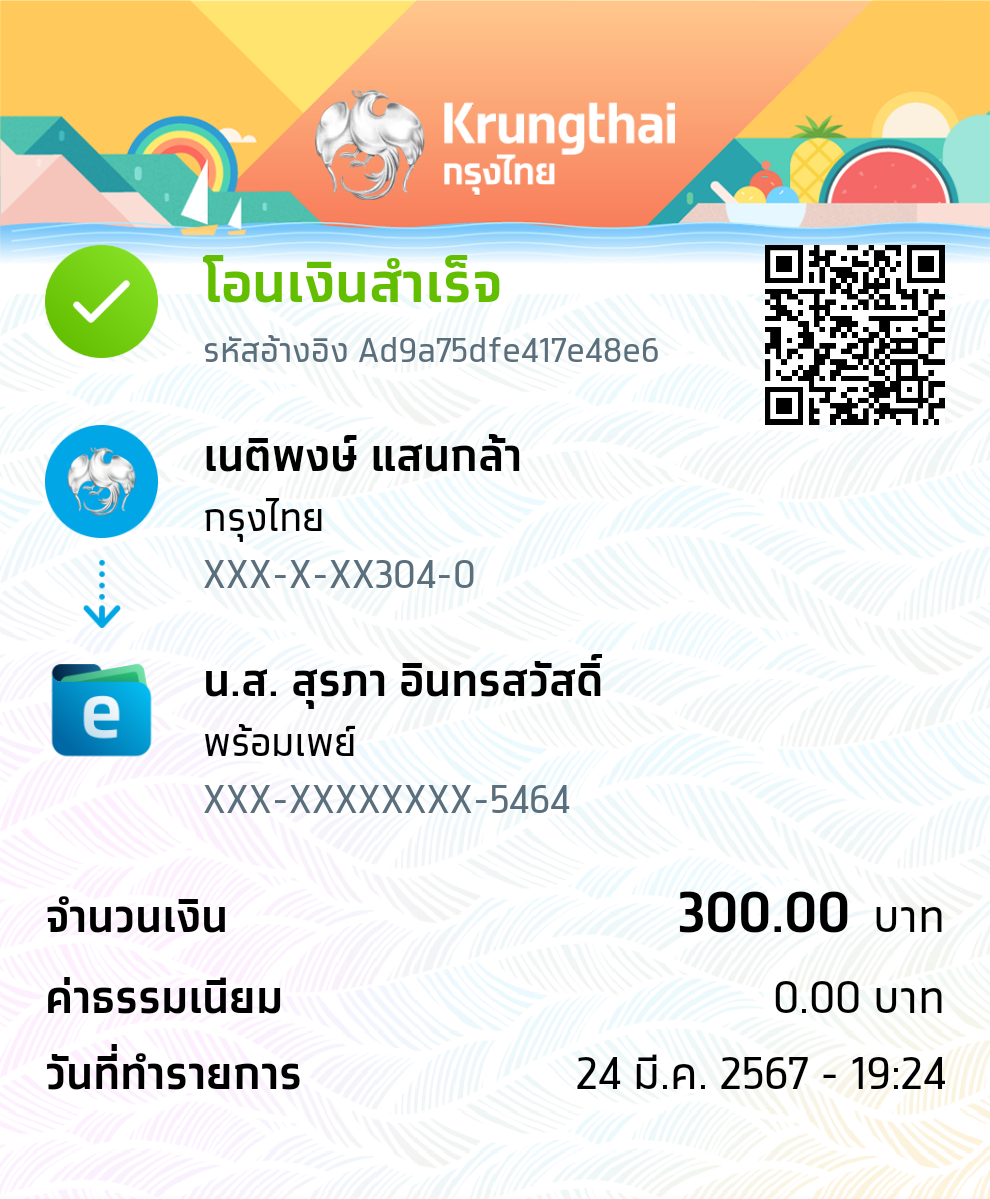 Krungthai
กรุงไทย
โอนเงินสำเร็จ
รหัสอ้างอิง Ad9a75dfe417e48e6
เนติพงษ์ แสนกล้า
กรุงไทย
XXX-X-XX304-0
e
น.ส. สุรภา อินทรสวัสดิ์
พร้อมเพย์
XXX-XXXXXXXX-5464
จำนวนเงิน 300.00 บาท
ค่าธรรมเนียม 0.00 บาท
วันที่ทำรายการ 24 มี.ค. 2567 - 19:24